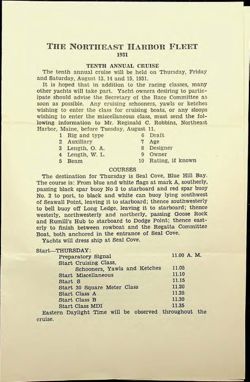 THE NORTHEAST HARBOR FLEET
1931
TENTH ANNUAL CRUISE
The tenth annual cruise will be held on Thursday, Friday
and Saturday, August 13, 14 and 15, 1931.
It is hoped that in addition to the racing classes, many
other yachts will take part. Yacht owners desiring to partic-
ipate should advise the Secretary of the Race Committee as
soon as possible. Any cruising schooners, yawls or ketches
wishing to enter the class for cruising boats, or any sloops
wishing to enter the miscellaneous class, must send the fol-
lowing information to Mr. Reginald C. Robbins, Northeast
Harbor, Maine, before Tuesday, August 11.
1 Rig and type 6 Draft
2 Auxiliary 7 Age
3 Length, O. A. 8 Designer
4 Length, W. L. 9 Owner
5 Beam 10 Rating, if known
COURSES
The destination for Thursday is Seal Cove, Blue Hill Bay.
The course is: From blue and white flags at mark A, southerly,
passing black spar buoy No 3 to starboard and red spar buoy
No. 2 to port, to black and white can buoy lying southwest
of Seawall Point, leaving it to starboard; thence southwesterly
to bell buoy off Long Ledge, leaving it to starboard; thence
westerly, northwesterly and northerly, passing Goose Rock
and Rumill's Hub to starboard to Dodge Point; thence east-
erly to finish between rowboat and the Regatta Committee
Boat, both anchored in the entrance of Seal Cove.
Yachts will dress ship at Seal Cove.
Start—THURSDAY:
Preparatory Signal 11.00 A. M.
Start Cruising Class,
Schooners, Yawls and Ketches 11.05
Start Miscellaneous 11.10
Start S 11.15
Start 30 Square Meter Class 11.20
Start Class A 11.25
Start Class B 11.30
Start Class MDI 11.35
Eastern Daylight Time will be observed throughout the
cruise.